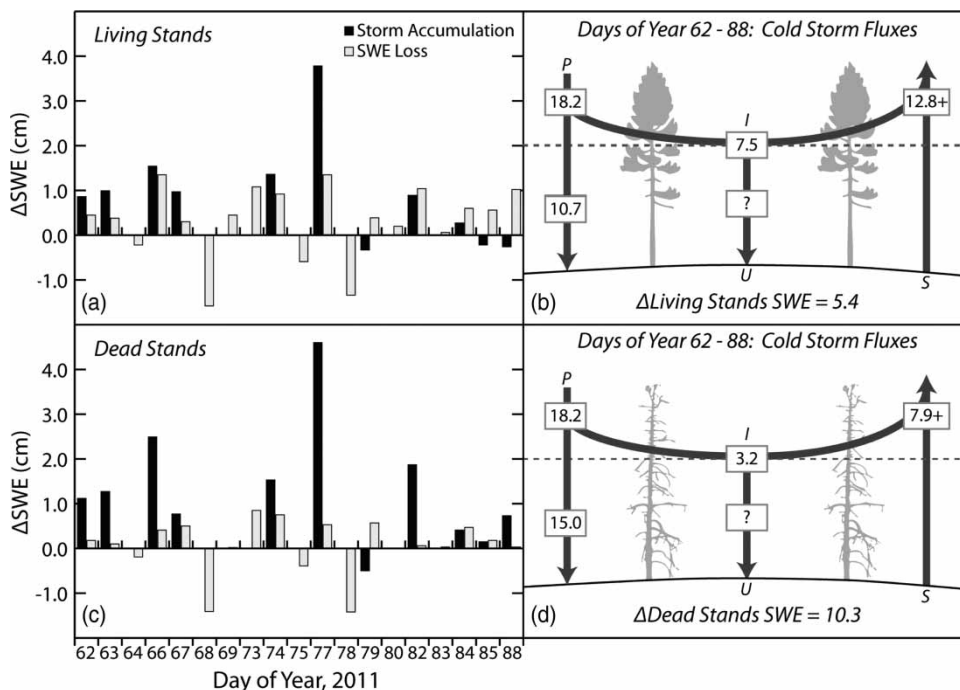 Living Stands
Storm Accumulation
SWE Loss
4.0
3.0
2.0
1.0
0.0
-1.0
ΔSWE (cm)
(a)
Days of Year 62 - 88: Cold Storm Fluxes
P
18.2
I
7.5
12.8+
10.7
?
U
S
(b)
ΔLiving Stands SWE = 5.4
Dead Stands
4.0
3.0
2.0
1.0
0.0
-1.0
ΔSWE (cm)
(c)
62 63 64 66 67 68 69 73 74 75 77 78 79 80 82 83 84 85 88
Day of Year, 2011
Days of Year 62 - 88: Cold Storm Fluxes
P
18.2
I
3.2
7.9+
15.0
?
U
S
(d)
ΔDead Stands SWE = 10.3